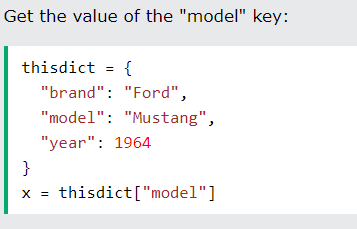 Get the value of the "model" key:
thisdict = {
  "brand": "Ford",
  "model": "Mustang",
  "year": 1964
}
x = thisdict["model"]